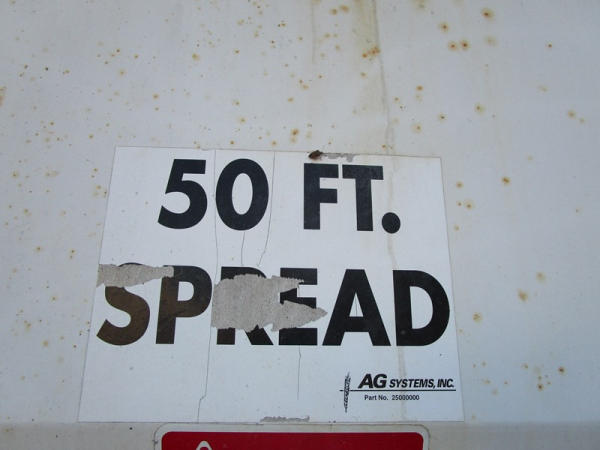 50 FT.
SPREAD
AG SYSTEMS, INC.
Part No. 25000000